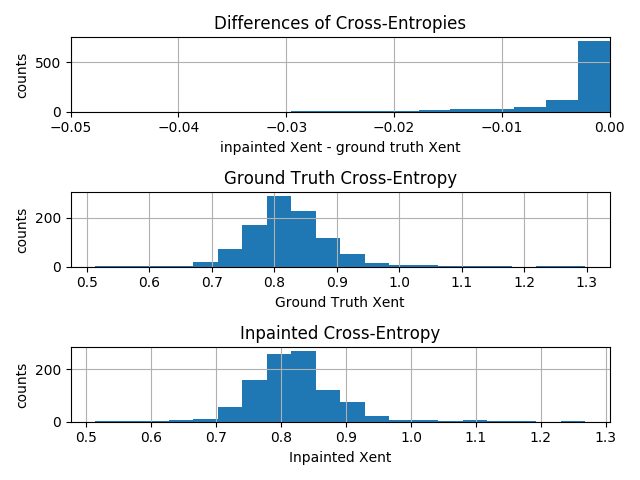 Differences of Cross-Entropies
counts
500
0
−0.05 −0.04 −0.03 −0.02 −0.01 0.00
inpainted Xent - ground truth Xent
Ground Truth Cross-Entropy
counts
200
0
0.5 0.6 0.7 0.8 0.9 1.0 1.1 1.2 1.3
Ground Truth Xent
Inpainted Cross-Entropy
counts
200
0
0.5 0.6 0.7 0.8 0.9 1.0 1.1 1.2 1.3
Inpainted Xent